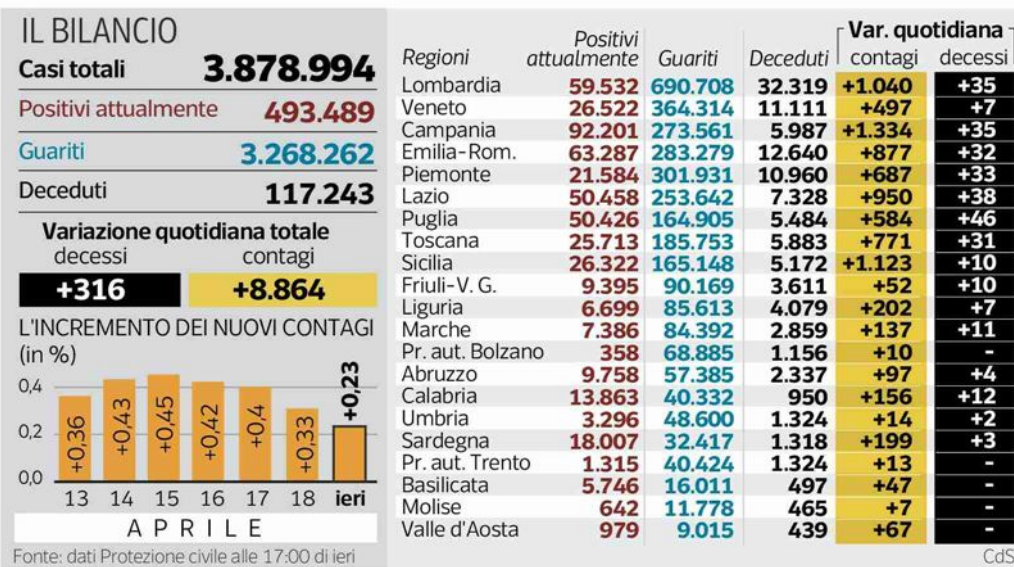 IL BILANCIO
Casi totali 3.878.994
Positivi attualmente 493.489
Guariti 3.268.262
Deceduti 117.243
Variazione quotidiana totale
decessi contagi
+316 +8.864
L'INCREMENTO DEI NUOVI CONTAGI
(in %)
0,4
0,2
0,0
+0,36 +0,43 +0,45 +0,42 +0,4 +0,33 +0,23
13 14 15 16 17 18 ieri
APRILE
Fonte: dati Protezione civile alle 17:00 di ieri
Var. quotidiana
Regioni Positivi attualmente Guariti Deceduti contagi decessi
Lombardia 59.532 690.708 32.319 +1.040 +35
Veneto 26.522 364.314 11.111 +497 +7
Campania 92.201 273.561 5.987 +1.334 +35
Emilia-Rom. 63.287 283.279 12.640 +877 +32
Piemonte 21.584 301.931 10.960 +687 +33
Lazio 50.458 253.642 7.328 +950 +38
Puglia 50.426 164.905 5.484 +584 +46
Toscana 25.713 185.753 5.883 +771 +31
Sicilia 26.322 165.148 5.172 +1.123 +10
Friuli-V. G. 9.395 90.169 3.611 +52 +10
Liguria 6.699 85.613 4.079 +202 +7
Marche 7.386 84.392 2.859 +137 +11
Pr. aut. Bolzano 358 68.885 1.156 +10 -
Abruzzo 9.758 57.385 2.337 +97 +4
Calabria 13.863 40.332 950 +156 +12
Umbria 3.296 48.600 1.324 +14 +2
Sardegna 18.007 32.417 1.318 +199 +3
Pr. aut. Trento 1.315 40.424 1.324 +13 -
Basilicata 5.746 16.011 497 +47 -
Molise 642 11.778 465 +7 -
Valle d'Aosta 979 9.015 439 +67 -
CdS